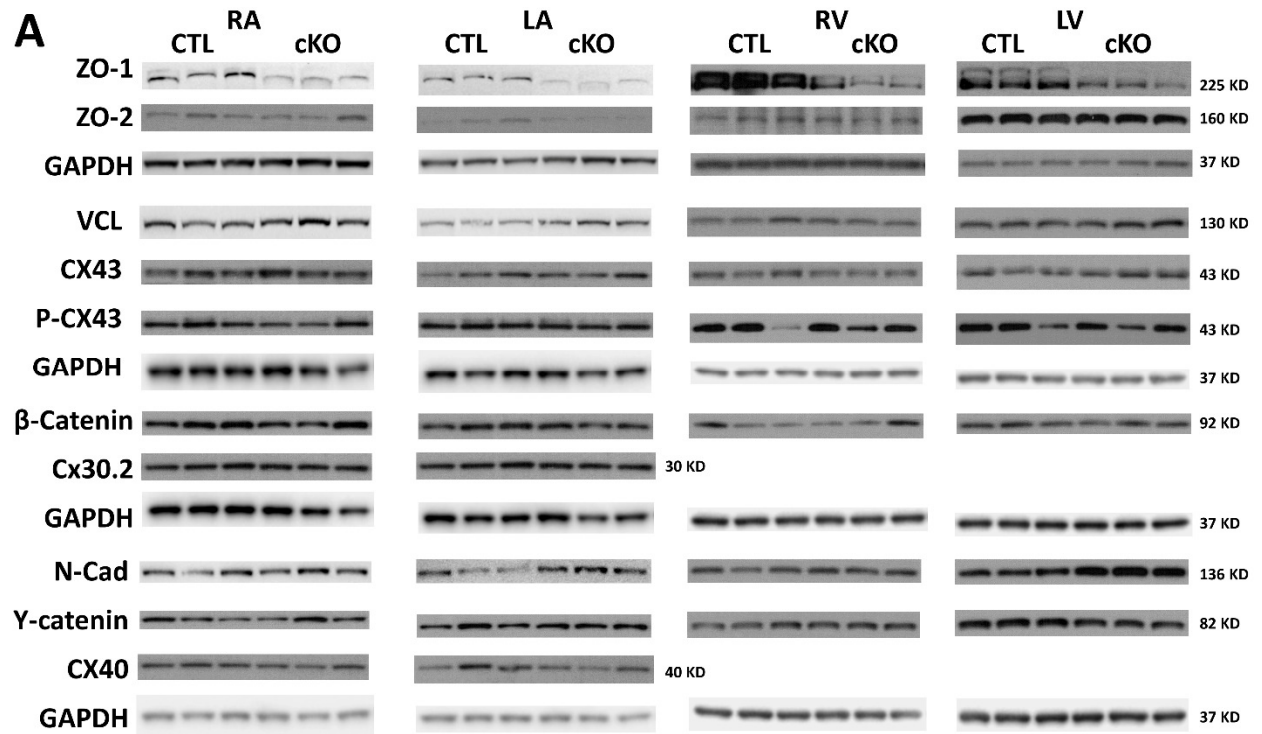 A
RA LA RV LV
CTL cKO CTL cKO CTL cKO CTL cKO
ZO-1 225 KD
ZO-2 160 KD
GAPDH 37 KD
VCL 130 KD
CX43 43 KD
P-CX43 43 KD
GAPDH 37 KD
β-Catenin 92 KD
Cx30.2 30 KD
GAPDH 37 KD
N-Cad 136 KD
Y-catenin 82 KD
CX40 40 KD
GAPDH 37 KD